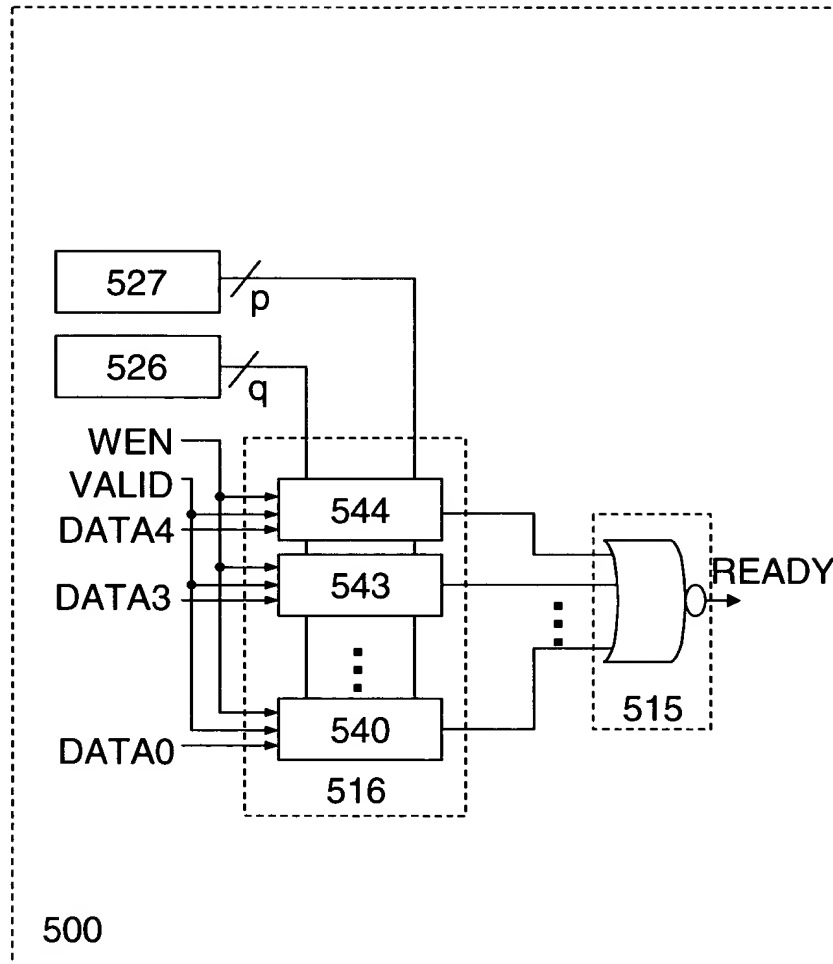 527
p
526
q
WEN
VALID
544
DATA4
READY
543
DATA3
540
515
DATA0
516
500